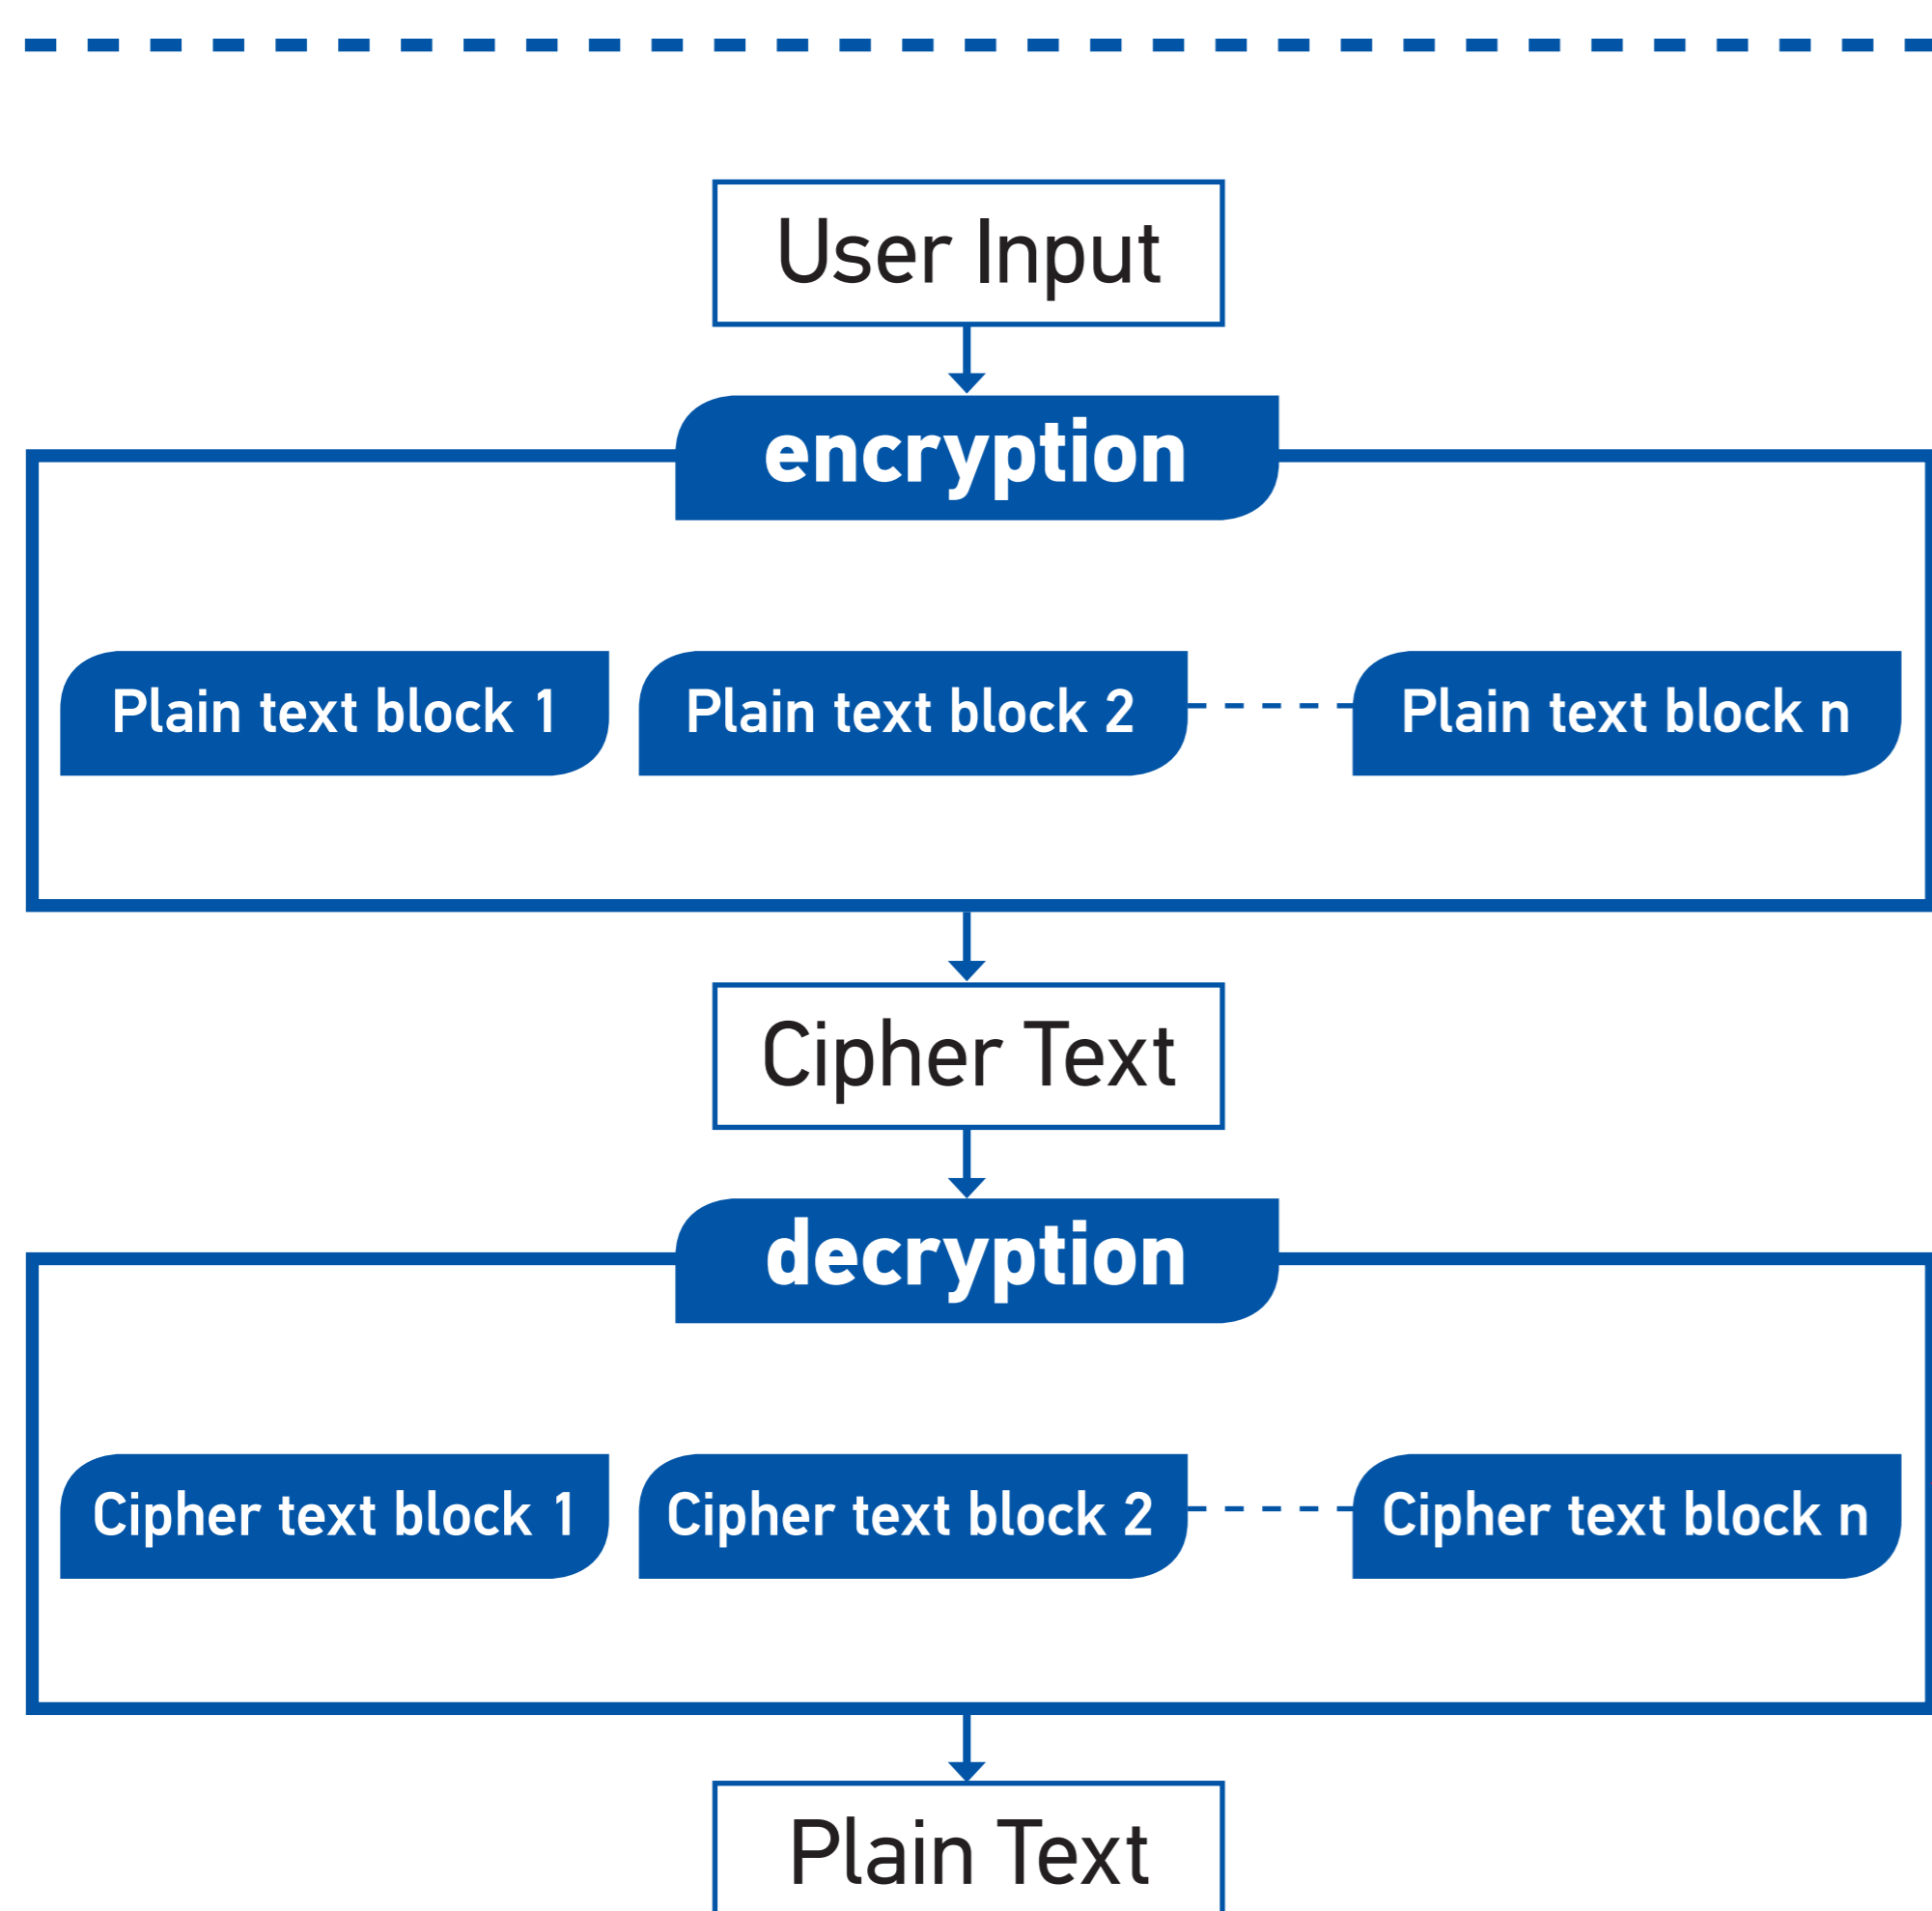 User Input
encryption
Plain text block 1
Plain text block 2
Plain text block n
Cipher Text
decryption
Cipher text block 1
Cipher text block 2
Cipher text block n
Plain Text